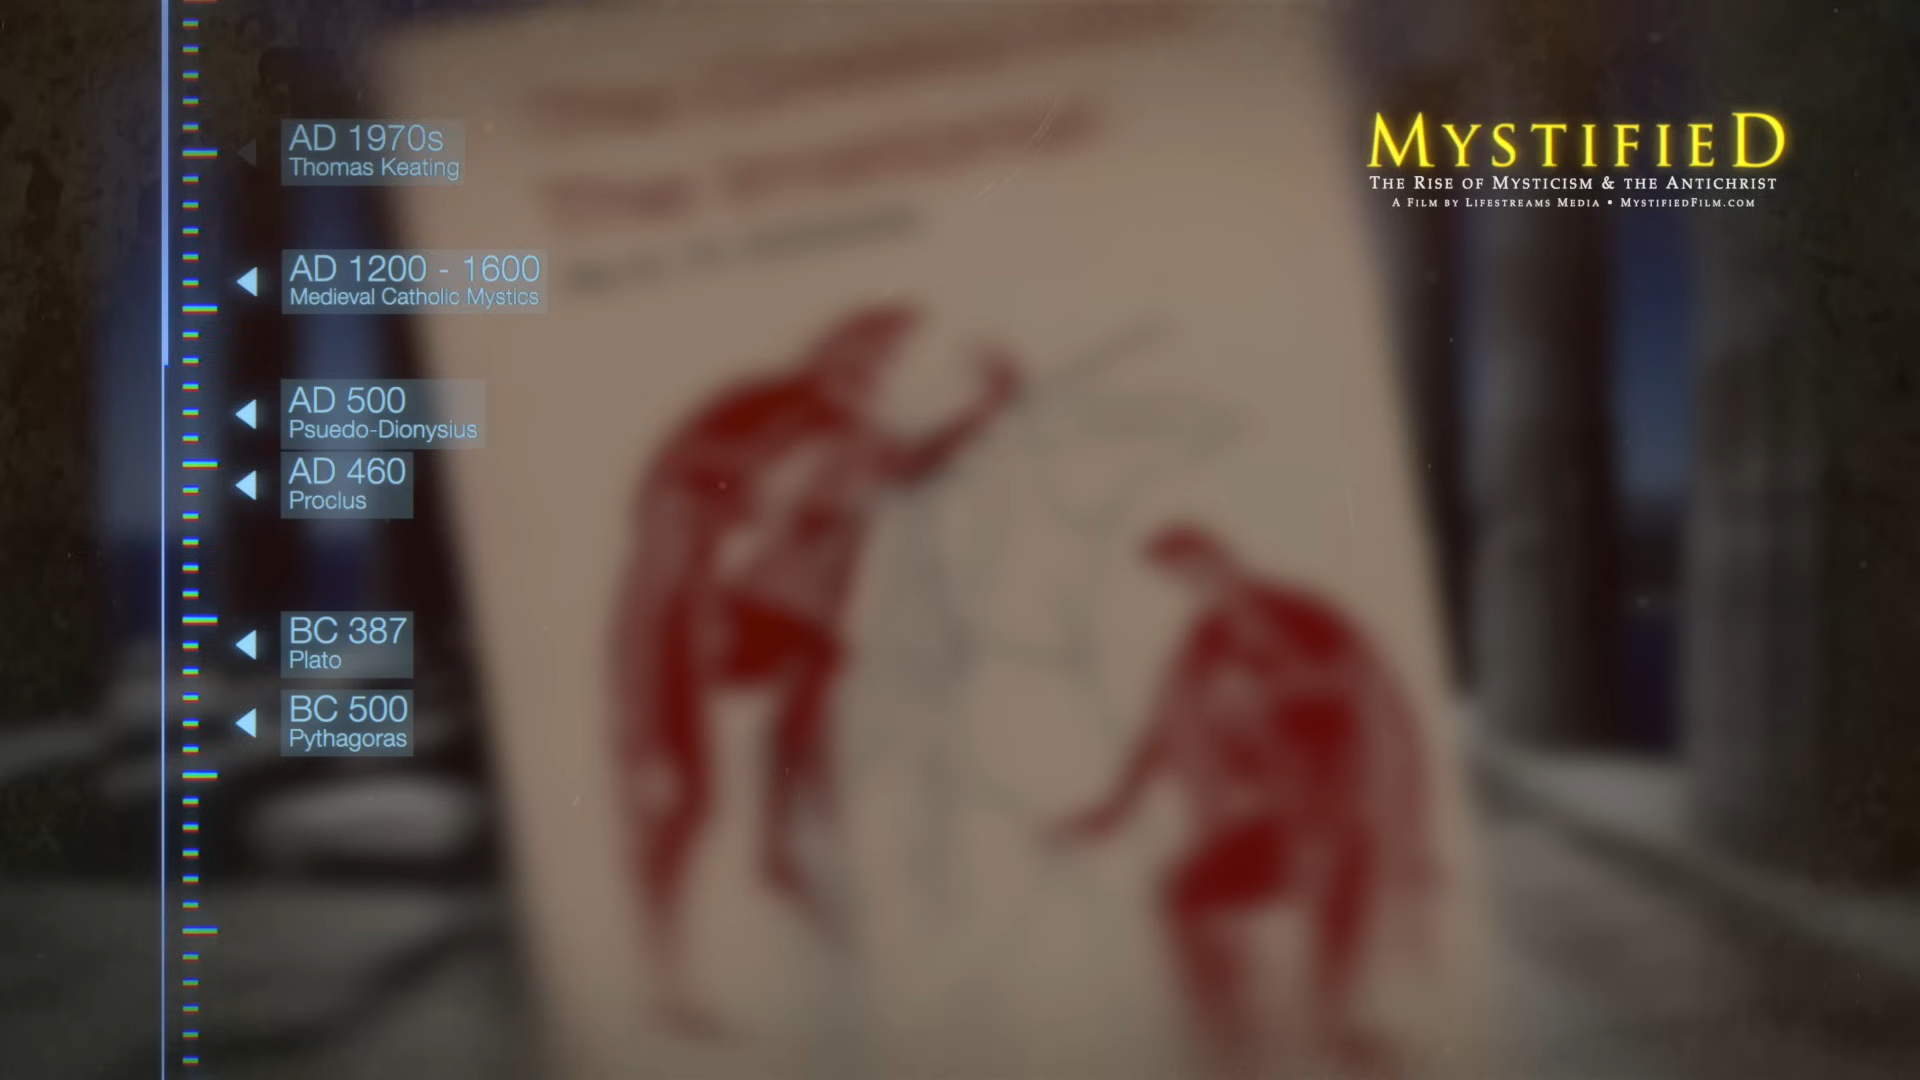 AD 1970s
Thomas Keating
AD 1200 - 1600
Medieval Catholic Mystics
AD 500
Psuedo-Dionysius
AD 460
Proclus
BC 387
Plato
BC 500
Pythagoras
MYSTIFIED
THE RISE OF MYSTICISM & THE ANTICHRIST
A FILM BY LIFESTREAMS MEDIA • MYSTIFIEDFILM.COM